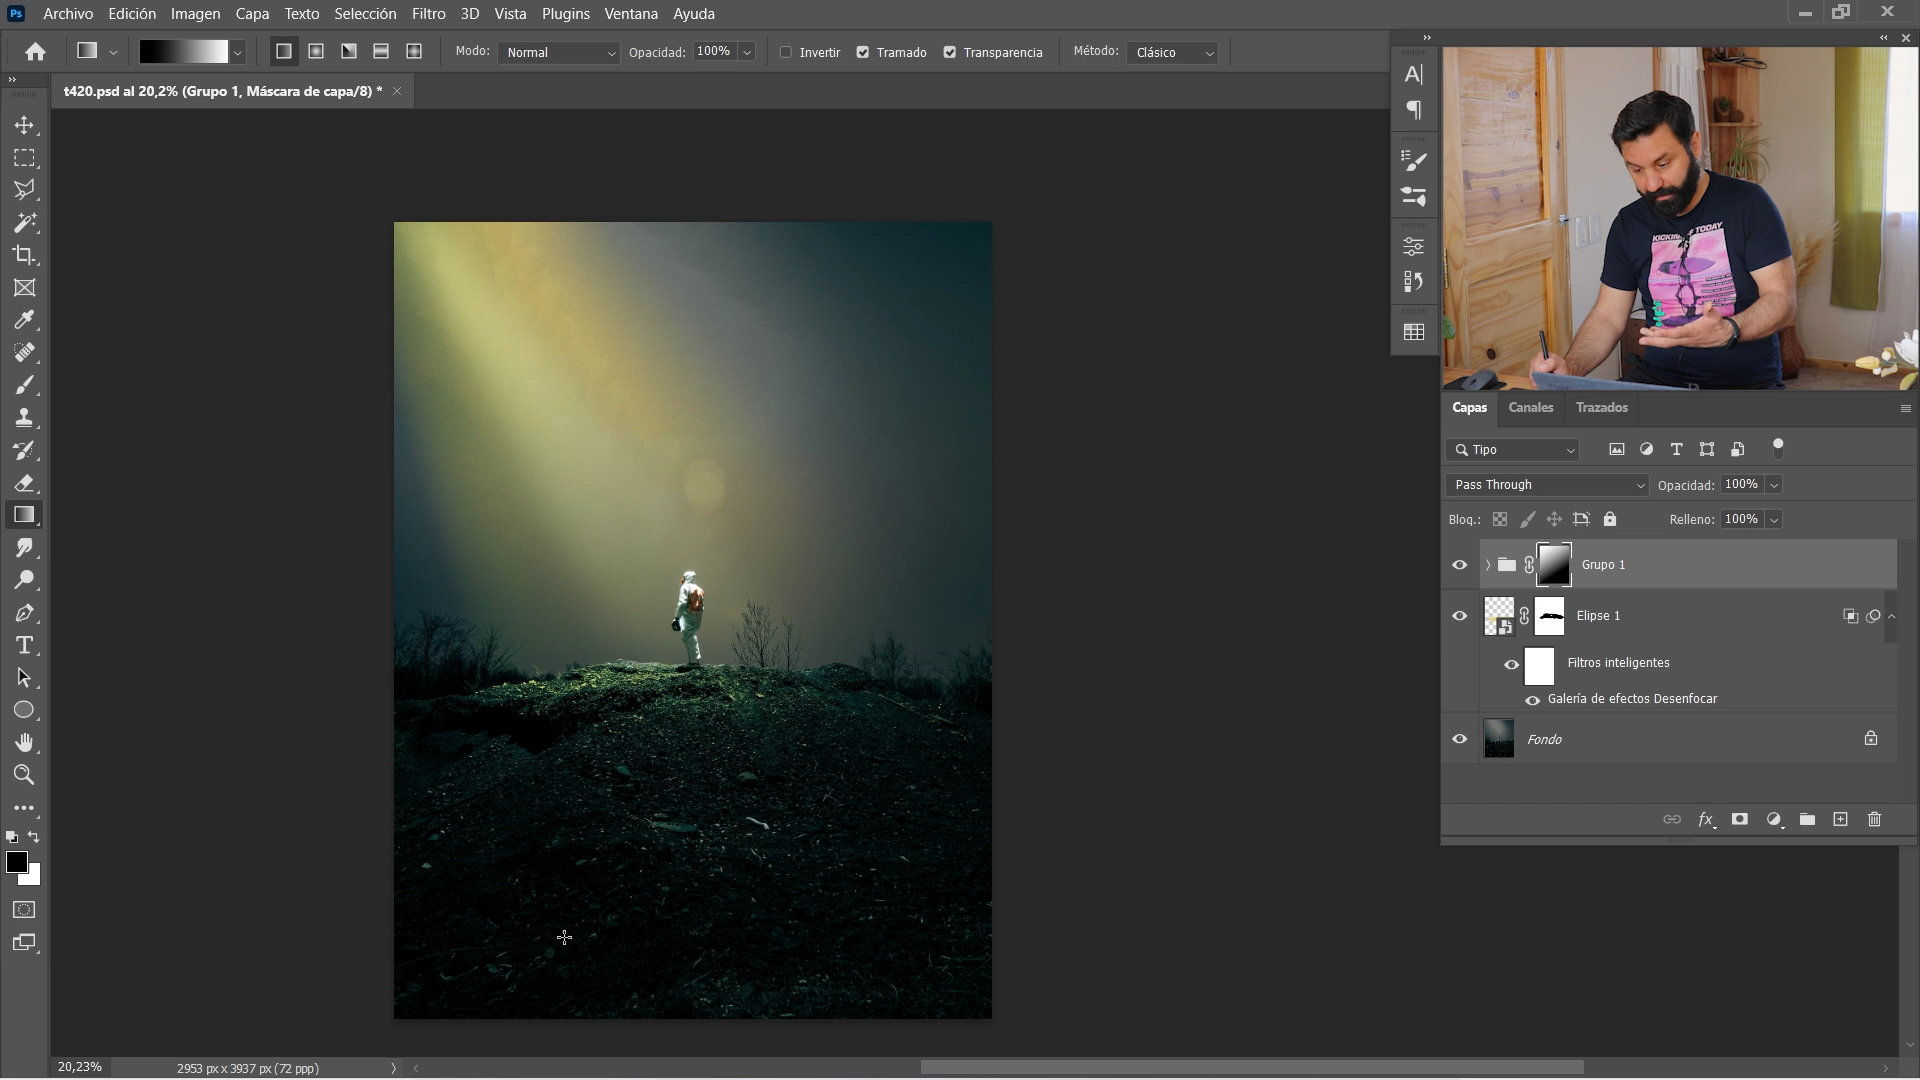 Ps Archivo Edición Imagen Capa Texto Selección Filtro 3D Vista Plugins Ventana Ayuda
Modo: Normal Opacidad: 100% Invertir Tramado Transparencia Método: Clásico
t420.psd al 20,2% (Grupo 1, Máscara de capa/8) *
Capas Canales Trazados
Tipo
Pass Through Opacidad: 100%
Bloq.: Relleno: 100%
Grupo 1
Elipse 1
Filtros inteligentes
Galería de efectos Desenfocar
Fondo
fx
20,23% 2953 px x 3937 px (72 ppp)